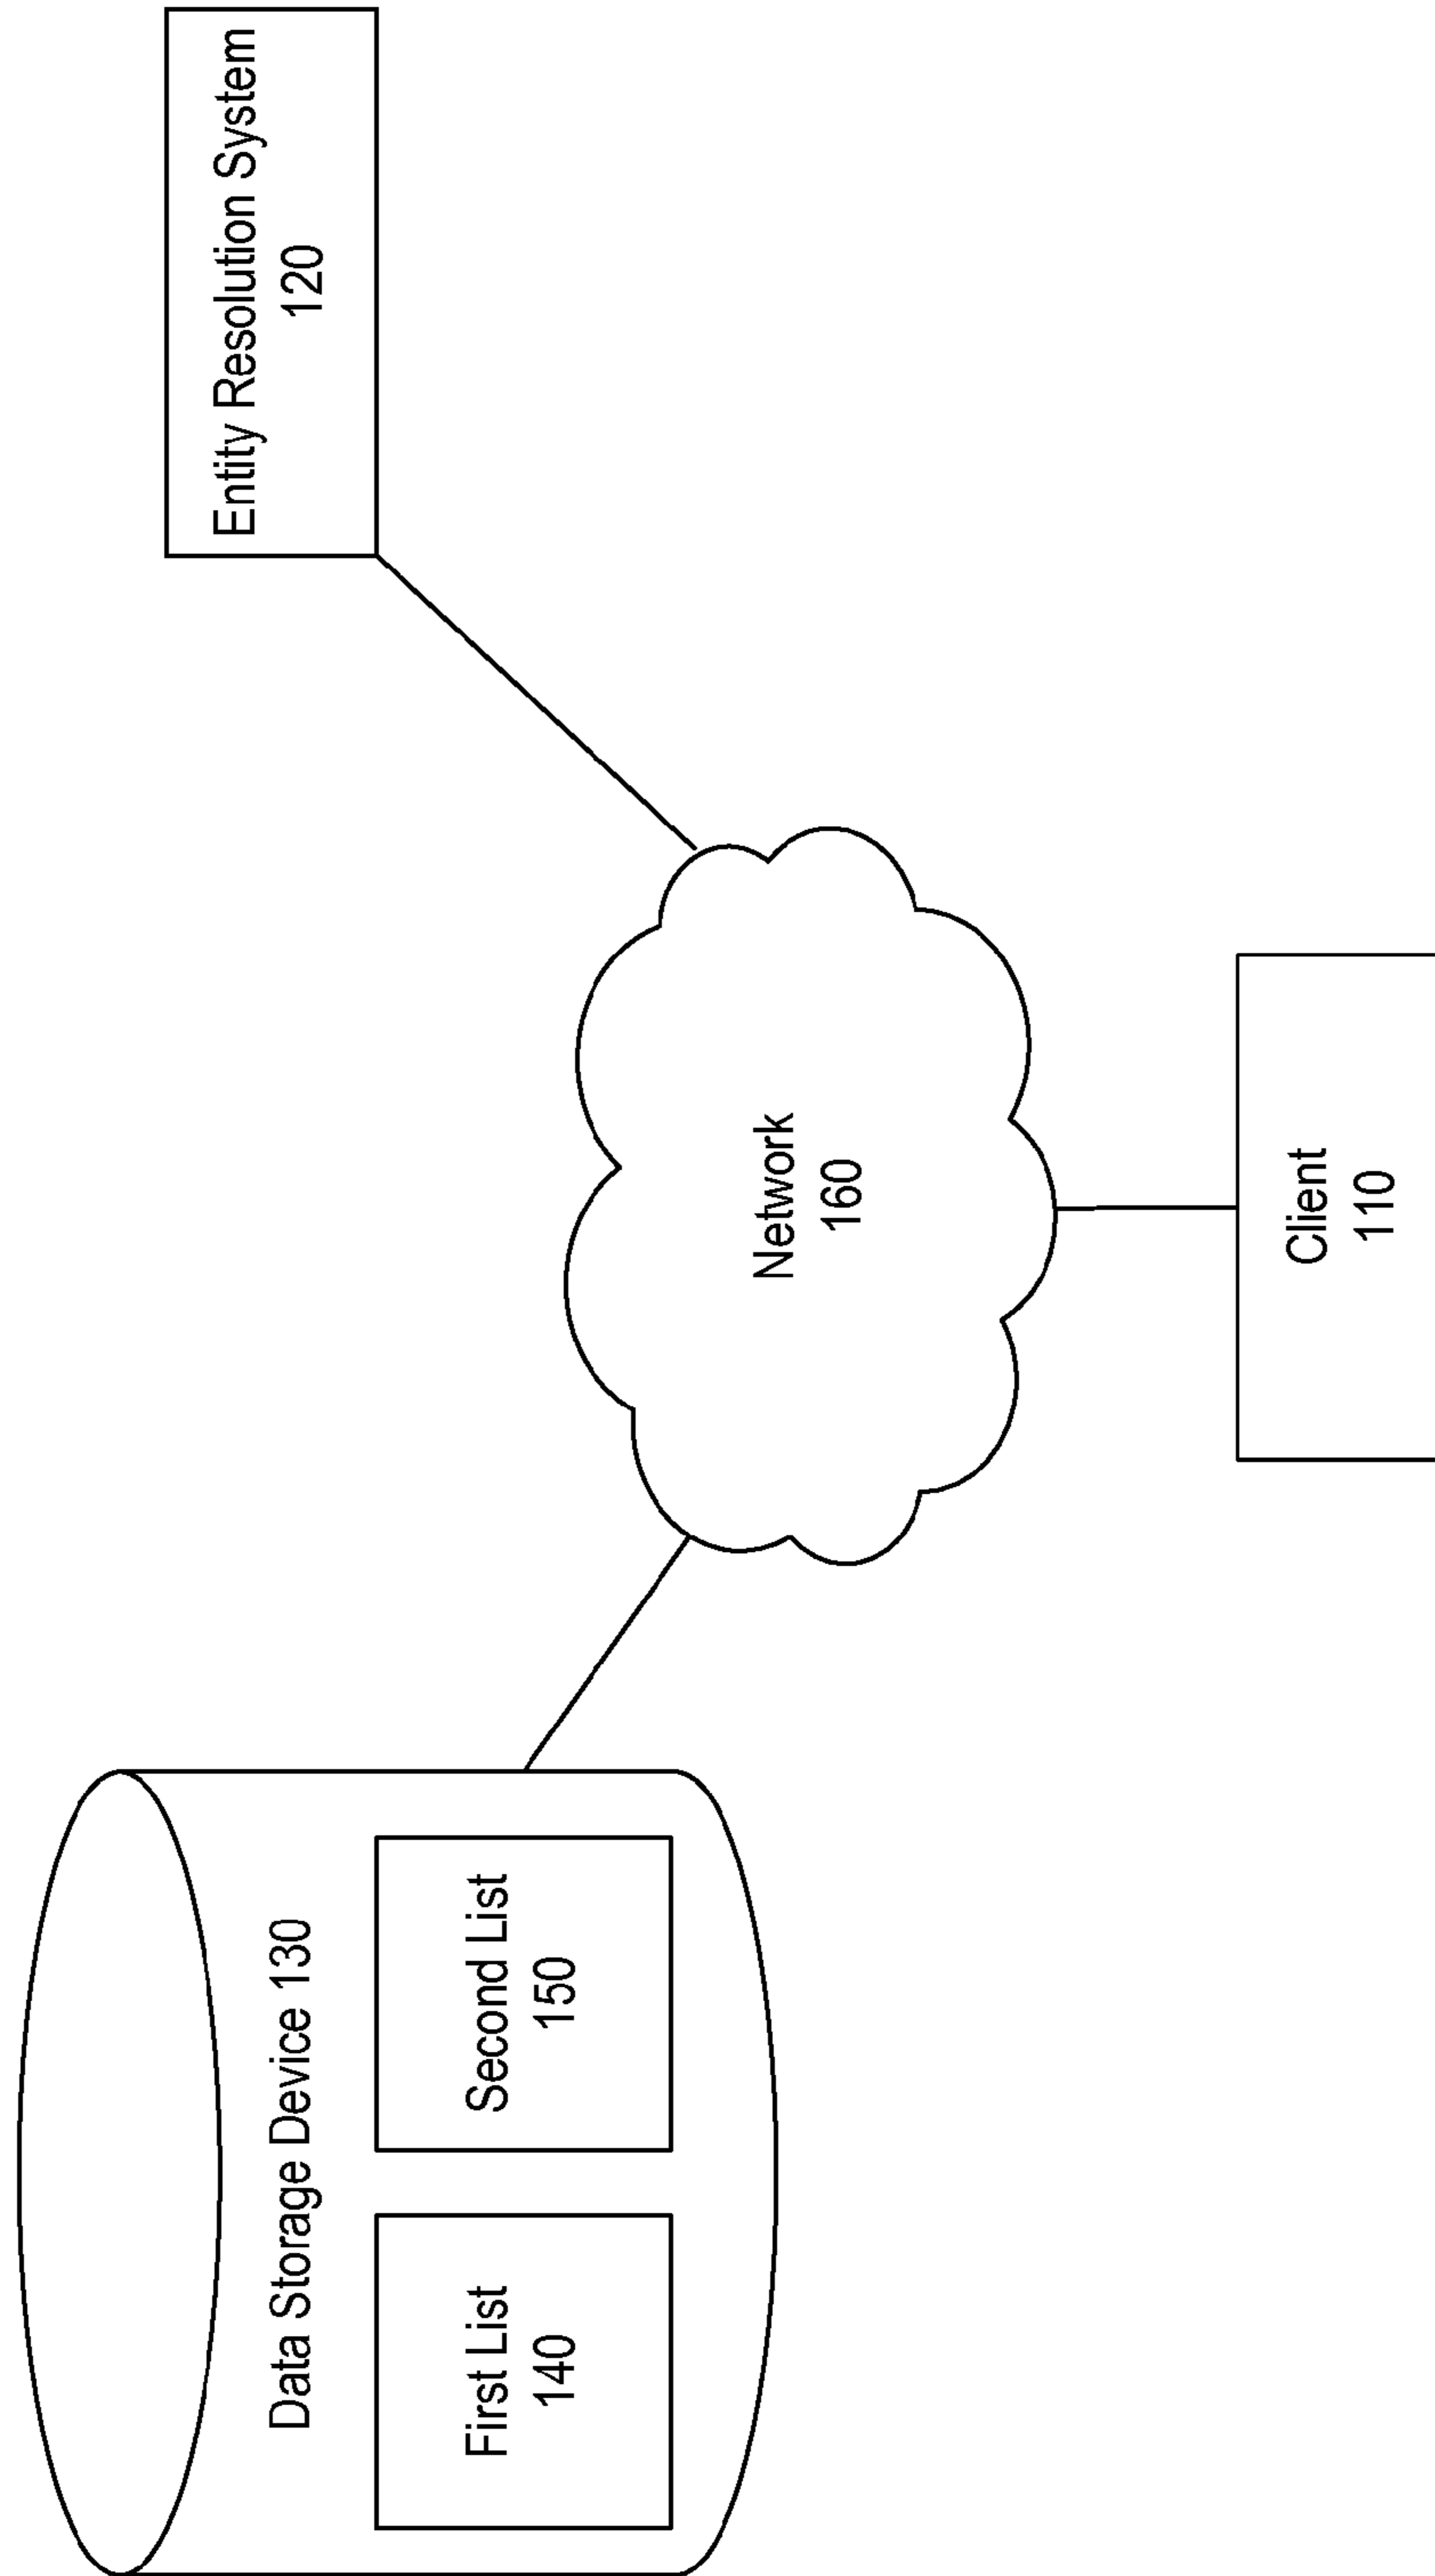 Data Storage Device 130
First List
140
Second List
150
Entity Resolution System
120
Network
160
Client
110